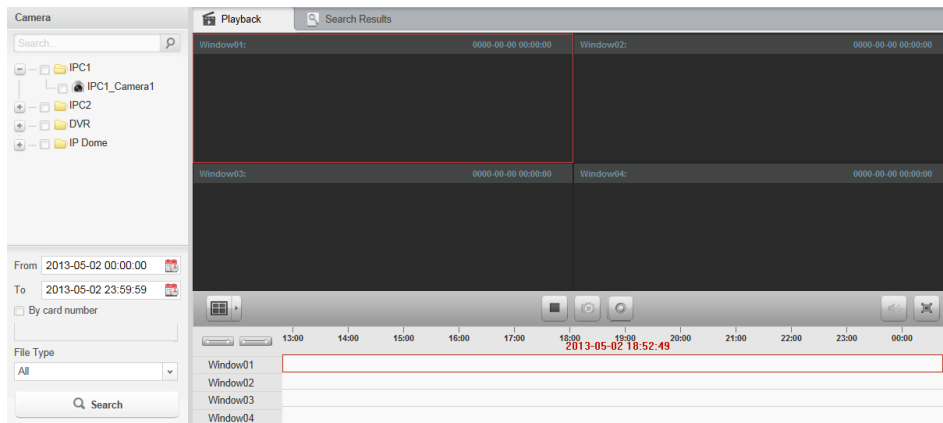 Camera
Playback
Search Results
Search...
IPC1
IPC1_Camera1
IPC2
DVR
IP Dome
Window01: 0000-00-00 00:00:00
Window02: 0000-00-00 00:00:00
Window03: 0000-00-00 00:00:00
Window04: 0000-00-00 00:00:00
From 2013-05-02 00:00:00
To 2013-05-02 23:59:59
By card number
File Type
All
Search
13:00 14:00 15:00 16:00 17:00 18:00 19:00 20:00 21:00 22:00 23:00 00:00
2013-05-02 18:52:49
Window01
Window02
Window03
Window04